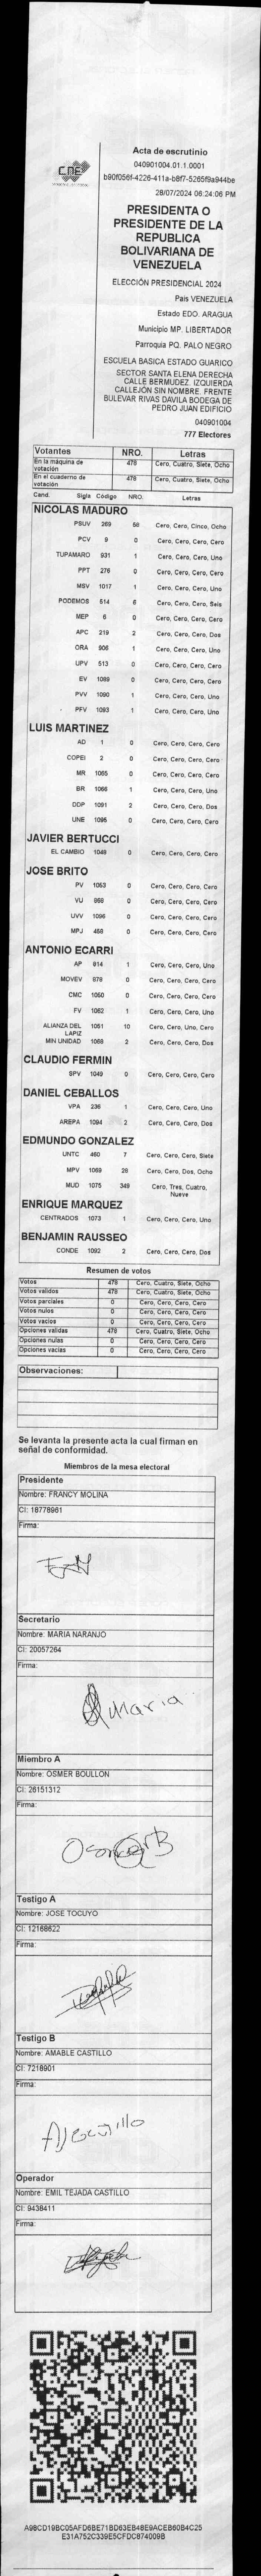 CNE
Acta de escrutinio
040901004.01.1.0001
b90f056f-4226-411a-b8f7-5265f9a944be
28/07/2024 06:24:06 PM
PRESIDENTA O
PRESIDENTE DE LA
REPUBLICA
BOLIVARIANA DE
VENEZUELA
ELECCIÓN PRESIDENCIAL 2024
País VENEZUELA
Estado EDO. ARAGUA
Municipio MP. LIBERTADOR
Parroquia PQ. PALO NEGRO
ESCUELA BASICA ESTADO GUARICO
SECTOR SANTA ELENA DERECHA
CALLE BERMUDEZ. IZQUIERDA
CALLEJÓN SIN NOMBRE. FRENTE
BULEVAR RIVAS DAVILA BODEGA DE
PEDRO JUAN EDIFICIO
040901004
777 Electores
Votantes NRO. Letras
En la máquina de votación 478 Cero, Cuatro, Siete, Ocho
En el cuaderno de votación 478 Cero, Cuatro, Siete, Ocho
Cand. Sigla Código NRO. Letras
NICOLAS MADURO
PSUV 269 58 Cero, Cero, Cinco, Ocho
PCV 9 0 Cero, Cero, Cero, Cero
TUPAMARO 931 1 Cero, Cero, Cero, Uno
PPT 276 0 Cero, Cero, Cero, Cero
MSV 1017 1 Cero, Cero, Cero, Uno
PODEMOS 514 6 Cero, Cero, Cero, Seis
MEP 6 0 Cero, Cero, Cero, Cero
APC 219 2 Cero, Cero, Cero, Dos
ORA 906 1 Cero, Cero, Cero, Uno
UPV 513 0 Cero, Cero, Cero, Cero
EV 1089 0 Cero, Cero, Cero, Cero
PVV 1090 1 Cero, Cero, Cero, Uno
PFV 1093 1 Cero, Cero, Cero, Uno
LUIS MARTINEZ
AD 1 0 Cero, Cero, Cero, Cero
COPEI 2 0 Cero, Cero, Cero, Cero
MR 1065 0 Cero, Cero, Cero, Cero
BR 1066 1 Cero, Cero, Cero, Uno
DDP 1091 2 Cero, Cero, Cero, Dos
UNE 1095 0 Cero, Cero, Cero, Cero
JAVIER BERTUCCI
EL CAMBIO 1048 0 Cero, Cero, Cero, Cero
JOSE BRITO
PV 1053 0 Cero, Cero, Cero, Cero
VU 958 0 Cero, Cero, Cero, Cero
UVV 1096 0 Cero, Cero, Cero, Cero
MPJ 458 0 Cero, Cero, Cero, Cero
ANTONIO ECARRI
AP 914 1 Cero, Cero, Cero, Uno
MOVEV 978 0 Cero, Cero, Cero, Cero
CMC 1050 0 Cero, Cero, Cero, Cero
FV 1062 1 Cero, Cero, Cero, Uno
ALIANZA DEL LAPIZ 1051 10 Cero, Cero, Uno, Cero
MIN UNIDAD 1068 2 Cero, Cero, Cero, Dos
CLAUDIO FERMIN
SPV 1049 0 Cero, Cero, Cero, Cero
DANIEL CEBALLOS
VPA 236 1 Cero, Cero, Cero, Uno
AREPA 1094 2 Cero, Cero, Cero, Dos
EDMUNDO GONZALEZ
UNTC 460 7 Cero, Cero, Cero, Siete
MPV 1069 28 Cero, Cero, Dos, Ocho
MUD 1075 349 Cero, Tres, Cuatro, Nueve
ENRIQUE MARQUEZ
CENTRADOS 1073 1 Cero, Cero, Cero, Uno
BENJAMIN RAUSSEO
CONDE 1092 2 Cero, Cero, Cero, Dos
Resumen de votos
Votos 478 Cero, Cuatro, Siete, Ocho
Votos validos 478 Cero, Cuatro, Siete, Ocho
Votos parciales 0 Cero, Cero, Cero, Cero
Votos nulos 0 Cero, Cero, Cero, Cero
Votos vacios 0 Cero, Cero, Cero, Cero
Opciones validas 478 Cero, Cuatro, Siete, Ocho
Opciones nulas 0 Cero, Cero, Cero, Cero
Opciones vacias 0 Cero, Cero, Cero, Cero
Observaciones:
Se levanta la presente acta la cual firman en
señal de conformidad.
Miembros de la mesa electoral
Presidente
Nombre: FRANCY MOLINA
CI: 18778961
Firma:
Secretario
Nombre: MARIA NARANJO
CI: 20057264
Firma:
Maria
Miembro A
Nombre: OSMER BOULLON
CI: 26151312
Firma:
Testigo A
Nombre: JOSE TOCUYO
CI: 12168622
Firma:
Testigo B
Nombre: AMABLE CASTILLO
CI: 7218901
Firma:
Operador
Nombre: EMIL TEJADA CASTILLO
CI: 9438411
Firma:
A98CD19BC05AFD6BE71BD63EB48E9ACEB60B4C25
E31A752C339E5CFDC874009B